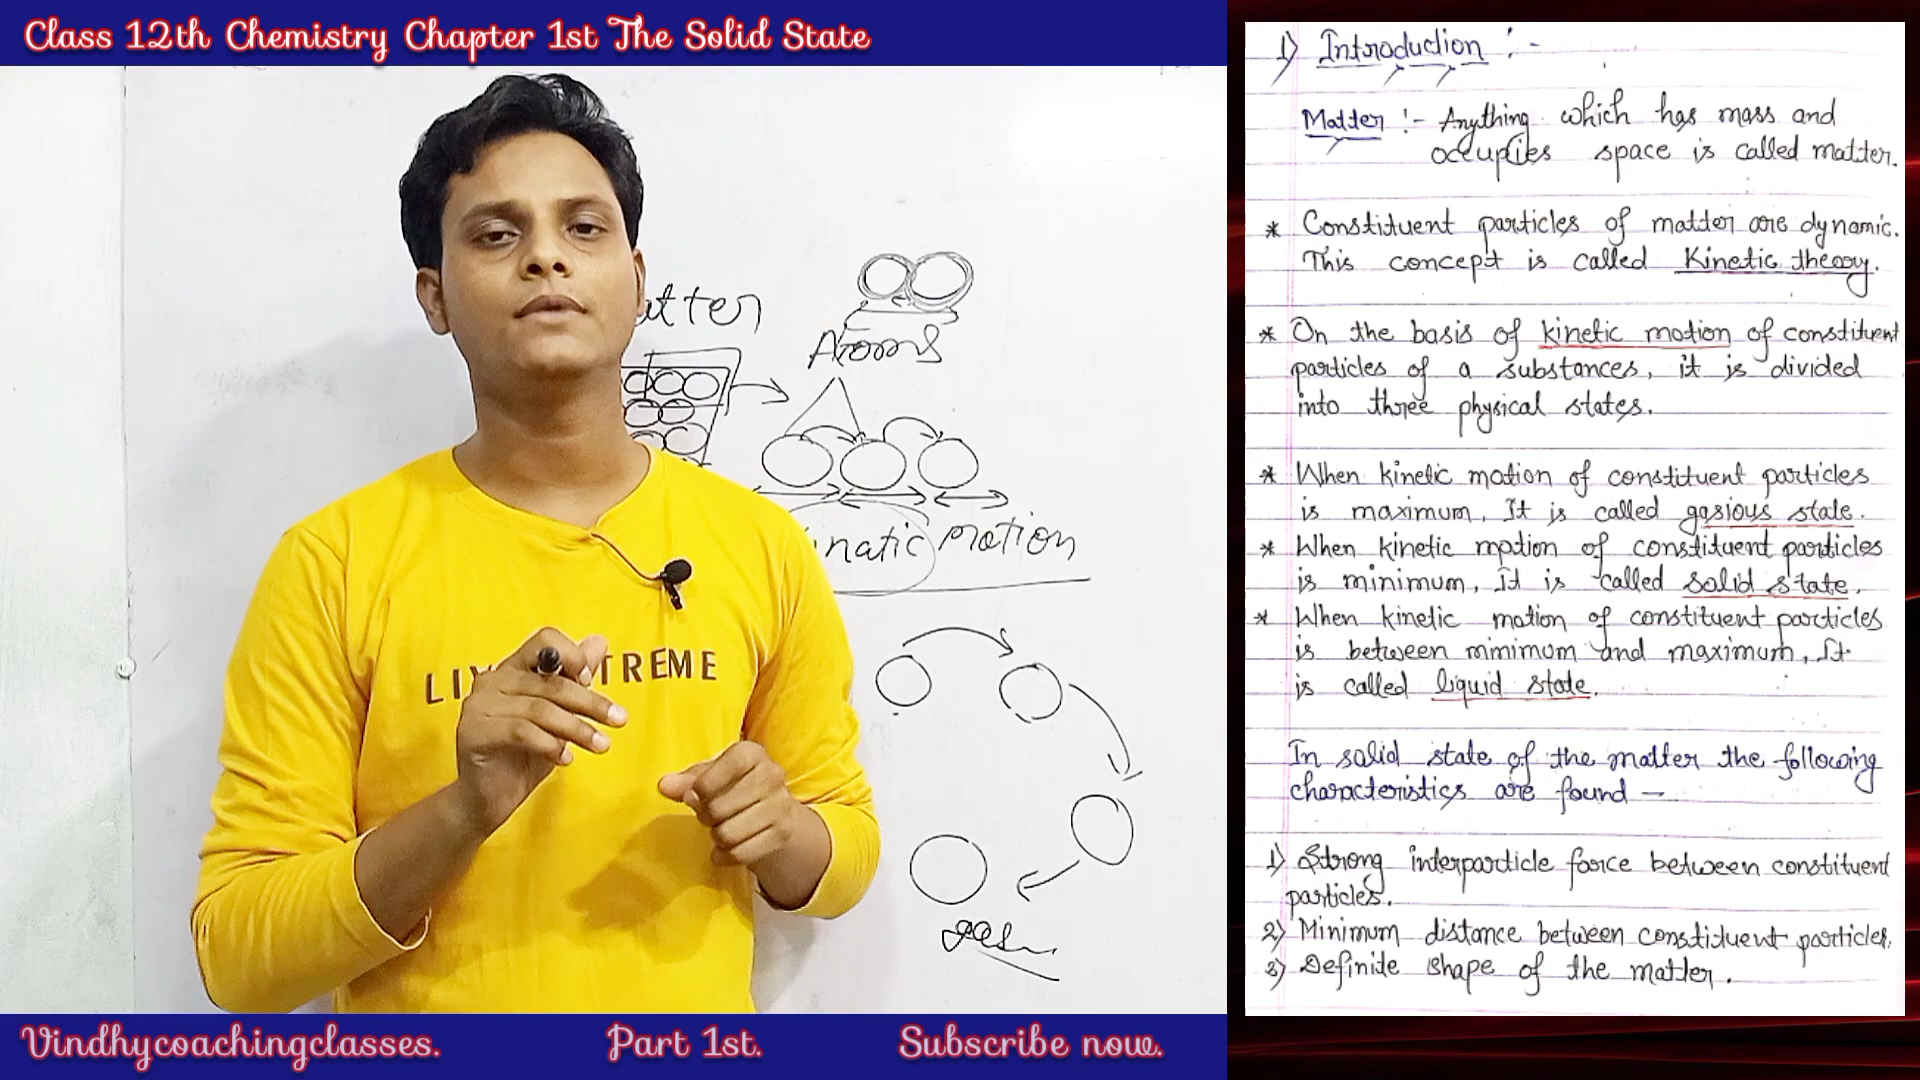 Class 12th Chemistry Chapter 1st The Solid State
atter
Atoms
inatic motion
gas
LIV TREME
Vindhycoachingclasses. Part 1st. Subscribe now.
1) Introduction :-
Matter :- Anything which has mass and
occupies space is called matter.
* Constituent particles of matter are dynamic.
This concept is called Kinetic theory.
* On the basis of kinetic motion of constituent
particles of a substances, it is divided
into three physical states.
* When kinetic motion of constituent particles
is maximum, It is called gasious state.
* When kinetic motion of constituent particles
is minimum, it is called solid state.
* When kinetic motion of constituent particles
is between minimum and maximum, It
is called liquid state.
In solid state of the matter the following
characteristics are found —
1) Strong interparticle force between constituent
particles.
2) Minimum distance between constituent particles.
3) Definite shape of the matter.